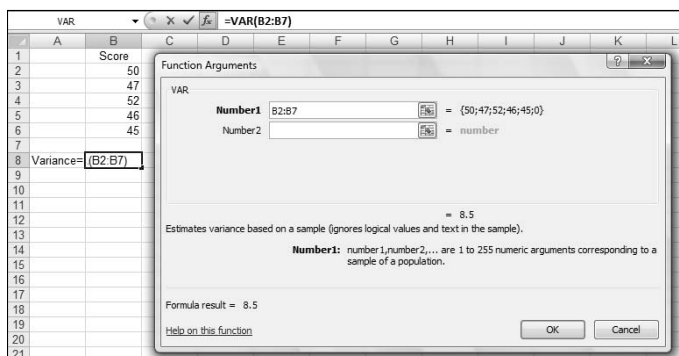 VAR =VAR(B2:B7)
A B C D E F G H I J K L
1 Score
2 50
3 47
4 52
5 46
6 45
7
8 Variance= (B2:B7)
9
10
11
12
13
14
15
16
17
18
19
20
21
Function Arguments
VAR
Number1 B2:B7 = {50;47;52;46;45;0}
Number2 = number
= 8.5
Estimates variance based on a sample (ignores logical values and text in the sample).
Number1: number1,number2,... are 1 to 255 numeric arguments corresponding to a
sample of a population.
Formula result = 8.5
Help on this function OK Cancel